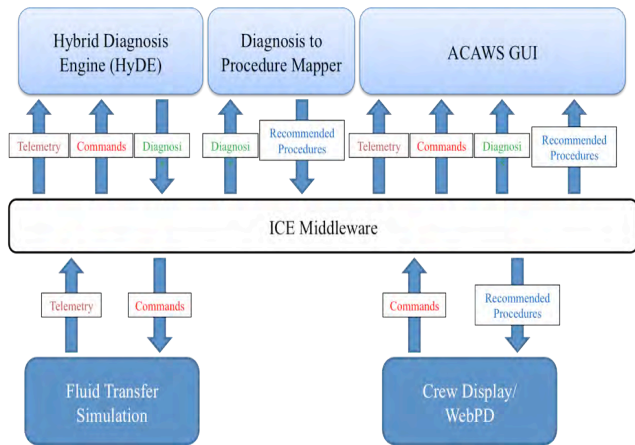 Hybrid Diagnosis
Engine (HyDE)
Diagnosis to
Procedure Mapper
ACAWS GUI
Telemetry
Commands
Diagnosi
Diagnosi
Recommended
Procedures
Telemetry
Commands
Diagnosi
Recommended
Procedures
ICE Middleware
Telemetry
Commands
Commands
Recommended
Procedures
Fluid Transfer
Simulation
Crew Display/
WebPD